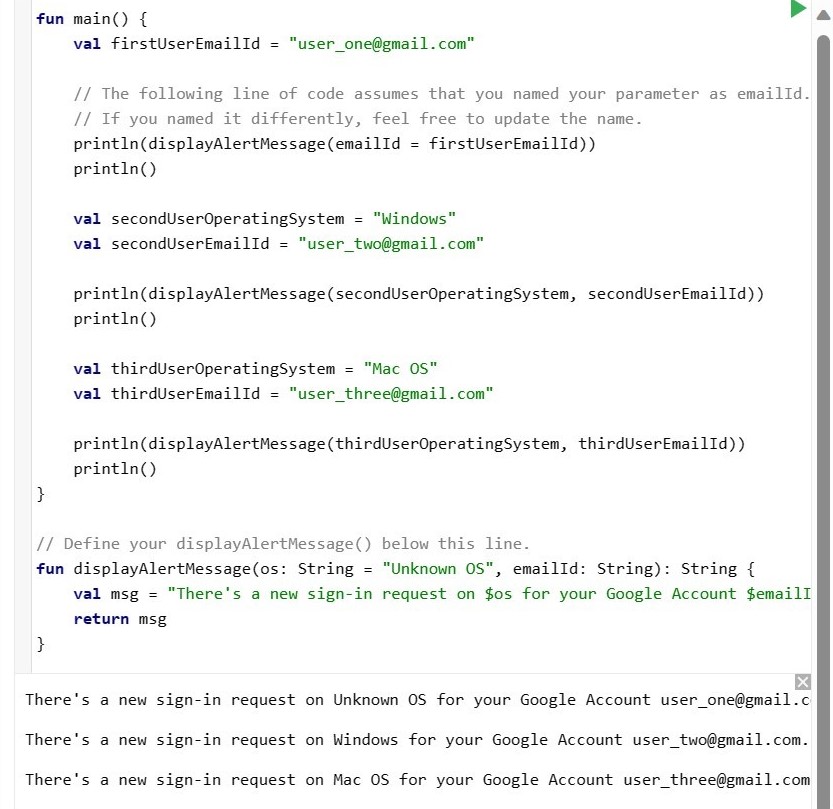 fun main() {
    val firstUserEmailId = "user_one@gmail.com"
    // The following line of code assumes that you named your parameter as emailId.
    // If you named it differently, feel free to update the name.
    println(displayAlertMessage(emailId = firstUserEmailId))
    println()
    val secondUserOperatingSystem = "Windows"
    val secondUserEmailId = "user_two@gmail.com"
    println(displayAlertMessage(secondUserOperatingSystem, secondUserEmailId))
    println()
    val thirdUserOperatingSystem = "Mac OS"
    val thirdUserEmailId = "user_three@gmail.com"
    println(displayAlertMessage(thirdUserOperatingSystem, thirdUserEmailId))
    println()
}
// Define your displayAlertMessage() below this line.
fun displayAlertMessage(os: String = "Unknown OS", emailId: String): String {
    val msg = "There's a new sign-in request on $os for your Google Account $emailI
    return msg
}
There's a new sign-in request on Unknown OS for your Google Account user_one@gmail.c
There's a new sign-in request on Windows for your Google Account user_two@gmail.com.
There's a new sign-in request on Mac OS for your Google Account user_three@gmail.com